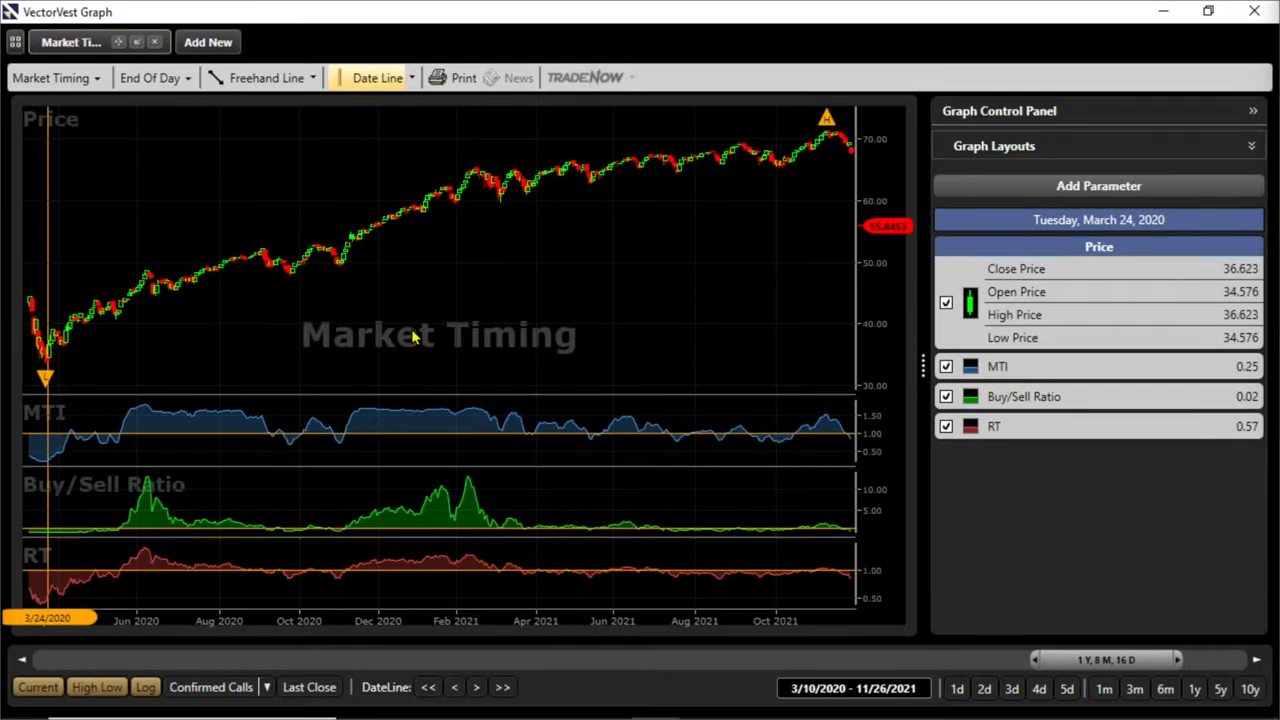 VectorVest Graph
Market Ti...
Add New
Market Timing
End Of Day
Freehand Line
Date Line
Print
News
TRADENOW
Price
H
70.00
60.00
55.8453
50.00
40.00
30.00
Market Timing
L
MTI
1.50
1.00
0.50
Buy/Sell Ratio
10.00
5.00
RT
1.00
0.50
3/24/2020
Jun 2020
Aug 2020
Oct 2020
Dec 2020
Feb 2021
Apr 2021
Jun 2021
Aug 2021
Oct 2021
Graph Control Panel
Graph Layouts
Add Parameter
Tuesday, March 24, 2020
Price
Close Price 36.623
Open Price 34.576
High Price 36.623
Low Price 34.576
MTI 0.25
Buy/Sell Ratio 0.02
RT 0.57
1 Y, 8 M, 16 D
Current
High Low
Log
Confirmed Calls
Last Close
DateLine: << < > >>
3/10/2020 - 11/26/2021
1d 2d 3d 4d 5d
1m 3m 6m 1y 5y 10y